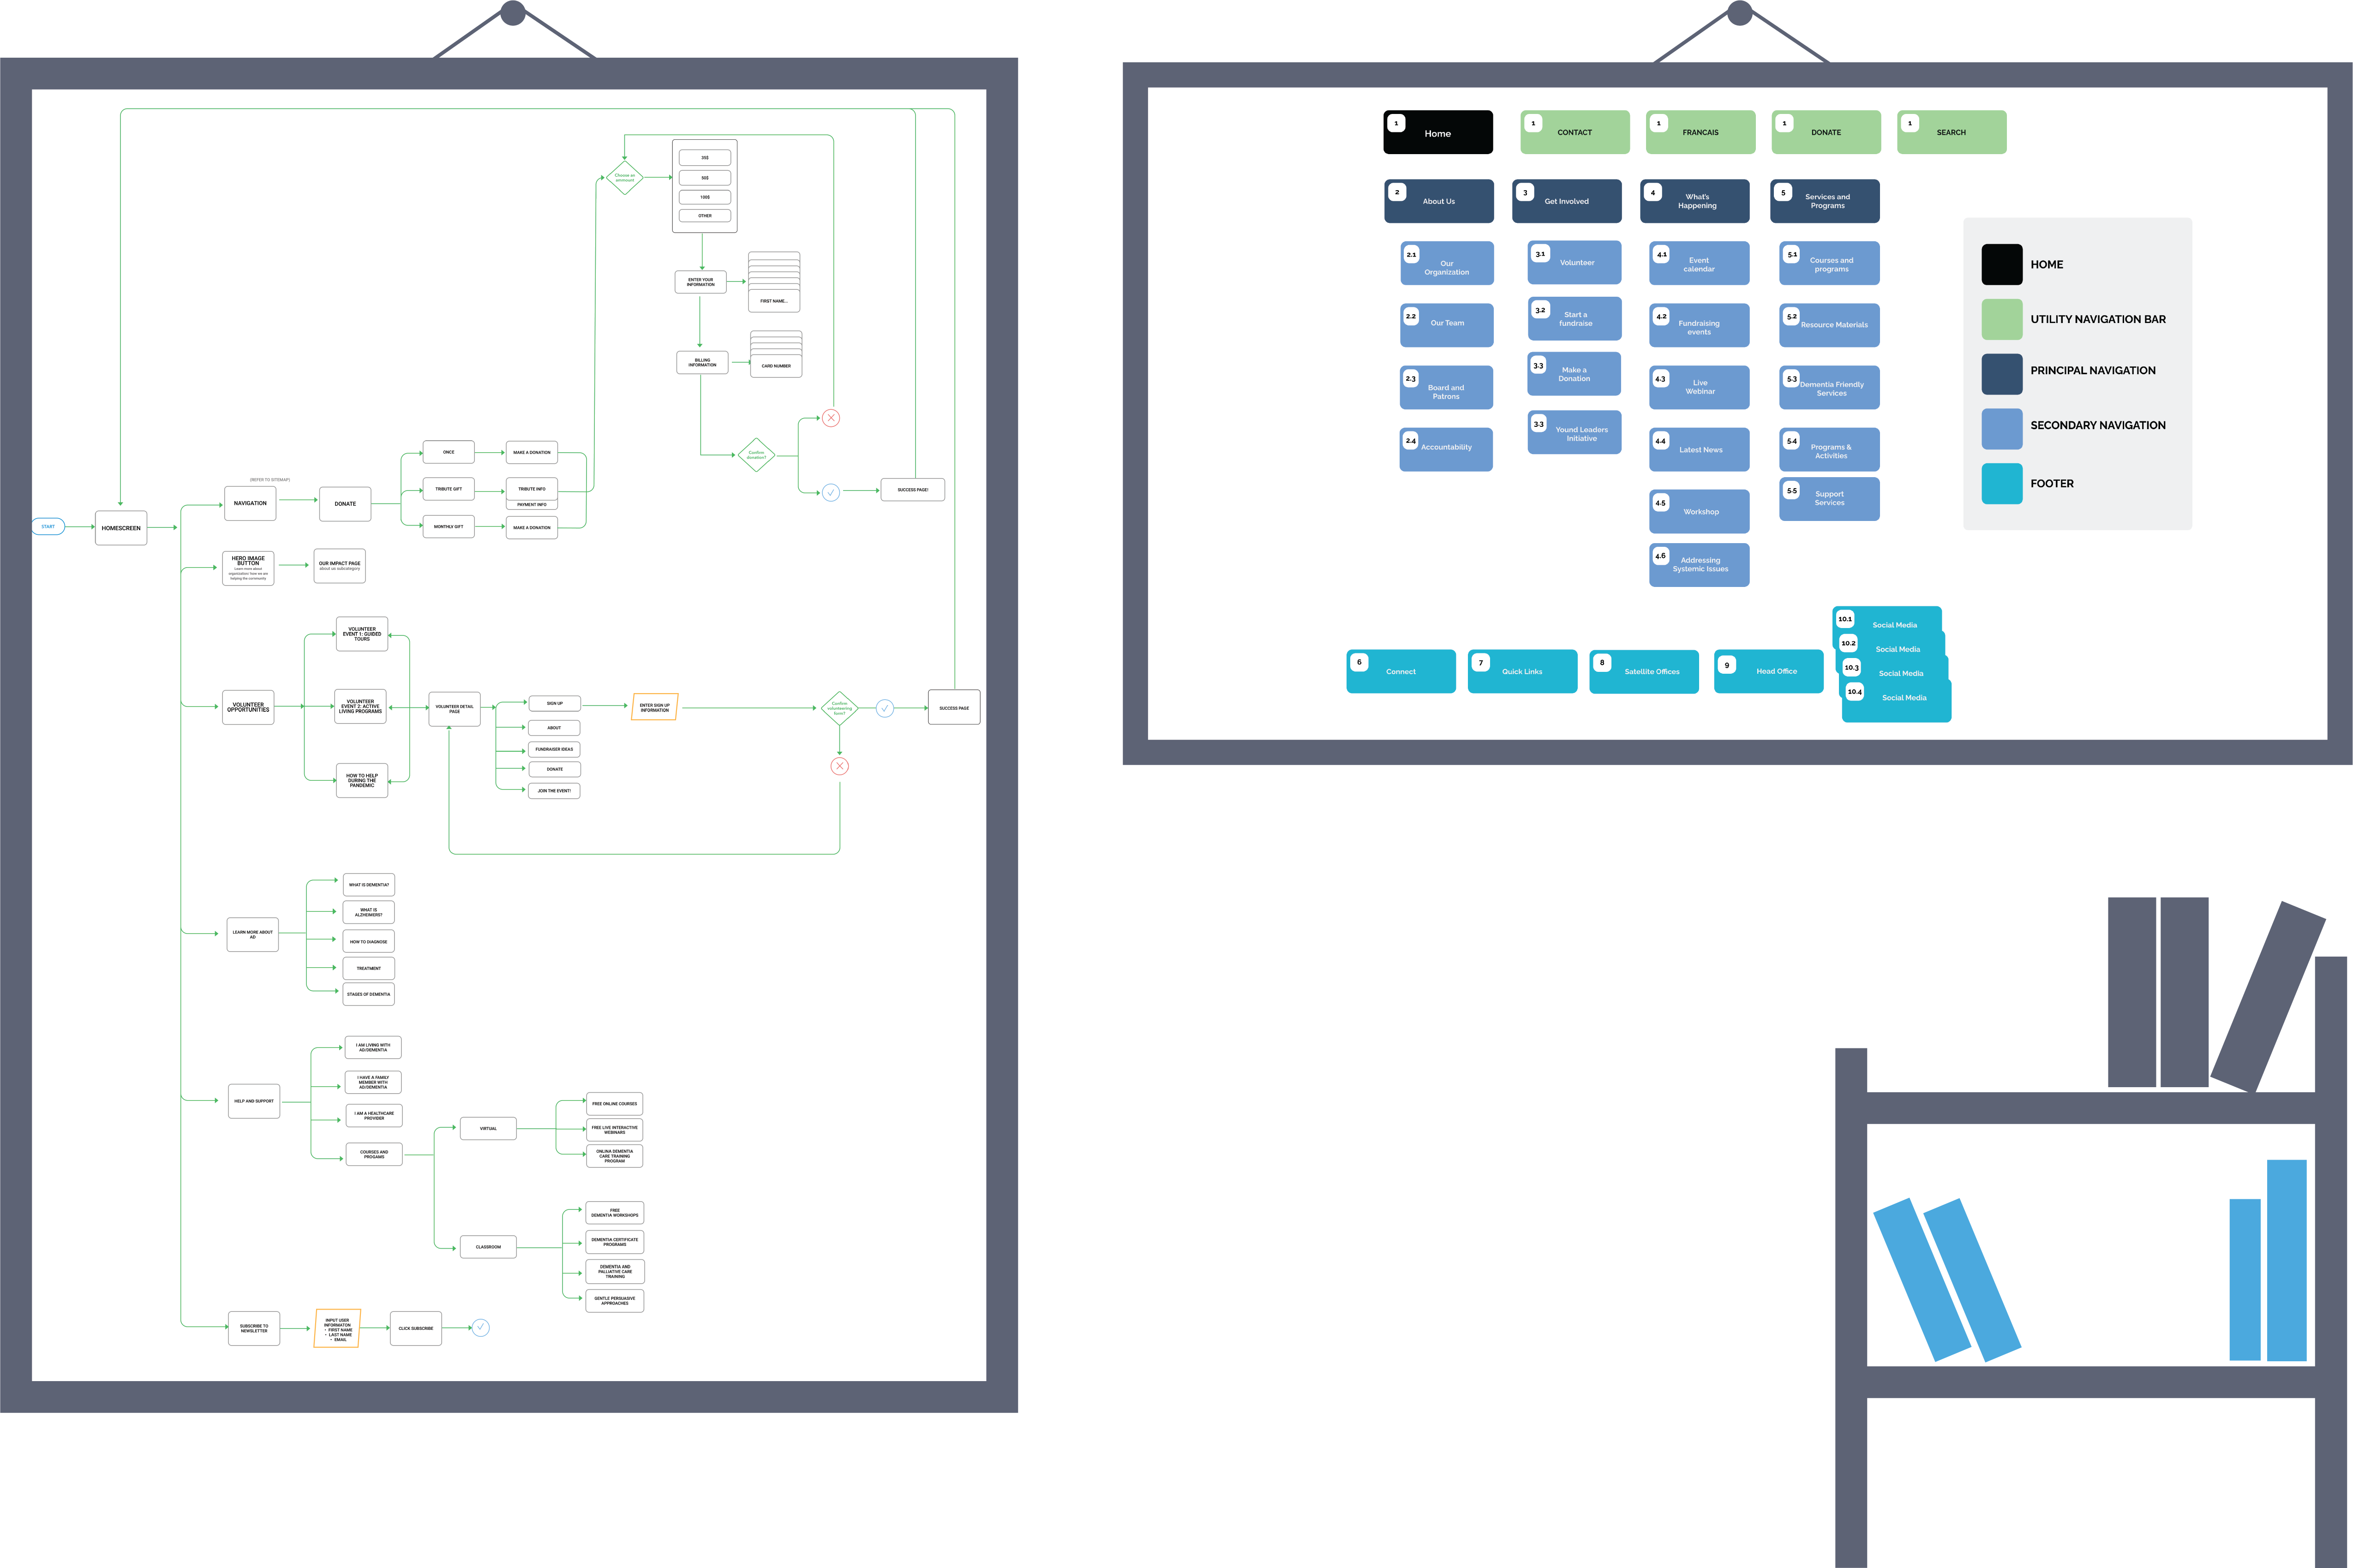 START
HOMESCREEN
(REFER TO SITEMAP)
NAVIGATION
DONATE
ONCE
MAKE A DONATION
TRIBUTE GIFT
TRIBUTE INFO
PAYMENT INFO
MONTHLY GIFT
MAKE A DONATION
Choose an
ammount
20$
50$
100$
OTHER
ENTER YOUR
INFORMATION
FIRST NAME...
BILLING
INFORMATION
CARD NUMBER
Confirm
donation?
SUCCESS PAGE!
HERO IMAGE
BUTTON
Learn more about
organization/ how we are
helping the community
OUR IMPACT PAGE
about us subcategory
VOLUNTEER
OPPORTUNITIES
VOLUNTEER
EVENT 1: GUIDED
TOURS
VOLUNTEER
EVENT 2: ACTIVE
LIVING PROGRAMS
HOW TO HELP
DURING THE
PANDEMIC
VOLUNTEER DETAIL
PAGE
SIGN UP
ABOUT
FUNDRAISER IDEAS
DONATE
JOIN THE EVENT!
ENTER SIGN UP
INFORMATION
Confirm
volunteering
form?
SUCCESS PAGE
LEARN MORE ABOUT
AD
WHAT IS DEMENTIA?
WHAT IS
ALZHEIMERS?
HOW TO DIAGNOSE
TREATMENT
STAGES OF DEMENTIA
HELP AND SUPPORT
I AM LIVING WITH
AD/DEMENTIA
I HAVE A FAMILY
MEMBER WITH
AD/DEMENTIA
I AM A HEALTHCARE
PROVIDER
COURSES AND
PROGAMS
VIRTUAL
FREE ONLINE COURSES
FREE LIVE INTERACTIVE
WEBINARS
ONLINA DEMENTIA
CARE TRAINING
PROGRAM
CLASSROOM
FREE
DEMENTIA WORKSHOPS
DEMENTIA CERTIFICATE
PROGRAMS
DEMENTIA AND
PALLIATIVE CARE
TRAINING
GENTLE PERSUASIVE
APPROACHES
SUBSCRIBE TO
NEWSLETTER
INPUT USER
INFORMATON
• FIRST NAME
• LAST NAME
• EMAIL
CLICK SUBSCRIBE
1 Home
1 CONTACT
1 FRANCAIS
1 DONATE
1 SEARCH
2 About Us
3 Get Involved
4 What's
Happening
5 Services and
Programs
2.1 Our
Organization
2.2 Our Team
2.3 Board and
Patrons
2.4 Accountability
3.1 Volunteer
3.2 Start a
fundraise
3.3 Make a
Donation
3.3 Yound Leaders
Initiative
4.1 Event
calendar
4.2 Fundraising
events
4.3 Live
Webinar
4.4 Latest News
4.5 Workshop
4.6 Addressing
Systemic Issues
5.1 Courses and
programs
5.2 Resource Materials
5.3 Dementia Friendly
Services
5.4 Programs &
Activities
5.5 Support
Services
HOME
UTILITY NAVIGATION BAR
PRINCIPAL NAVIGATION
SECONDARY NAVIGATION
FOOTER
6 Connect
7 Quick Links
8 Satellite Offices
9 Head Office
10.1 Social Media
10.2 Social Media
10.3 Social Media
10.4 Social Media